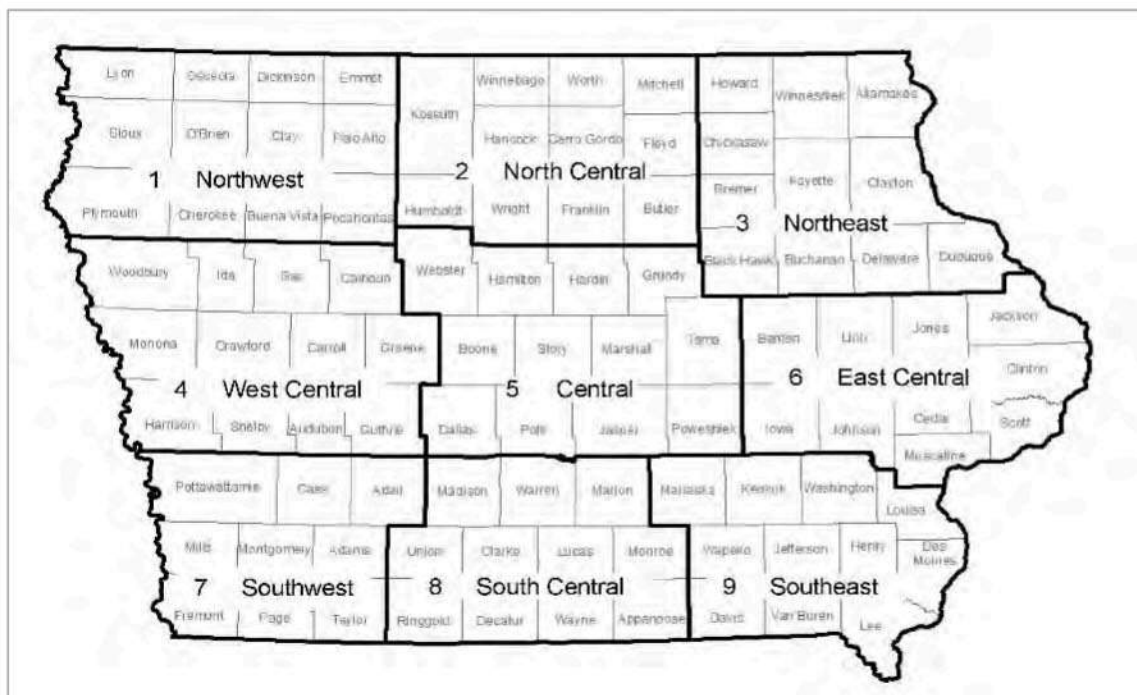 Lyon Osceola Dickinson Emmet Winnebago Worth Mitchell Howard Winneshiek Allamakee
Kossuth
Sioux O'Brien Clay Palo Alto Hancock Cerro Gordo Floyd Chickasaw
1 Northwest 2 North Central Bremer Fayette Clayton
Plymouth Cherokee Buena Vista Pocahontas Humboldt Wright Franklin Butler
3 Northeast
Black Hawk Buchanan Delaware Dubuque
Woodbury Ida Sac Calhoun Webster Hamilton Hardin Grundy
Jackson
Monona Crawford Carroll Greene Boone Story Marshall Tama Benton Linn Jones
4 West Central 5 Central 6 East Central Clinton
Harrison Shelby Audubon Guthrie Dallas Polk Jasper Poweshiek Iowa Johnson Cedar Scott
Muscatine
Pottawattamie Cass Adair Madison Warren Marion Mahaska Keokuk Washington
Louisa
Mills Montgomery Adams Union Clarke Lucas Monroe Wapello Jefferson Henry Des
Moines
7 Southwest 8 South Central 9 Southeast
Fremont Page Taylor Ringgold Decatur Wayne Appanoose Davis Van Buren Lee